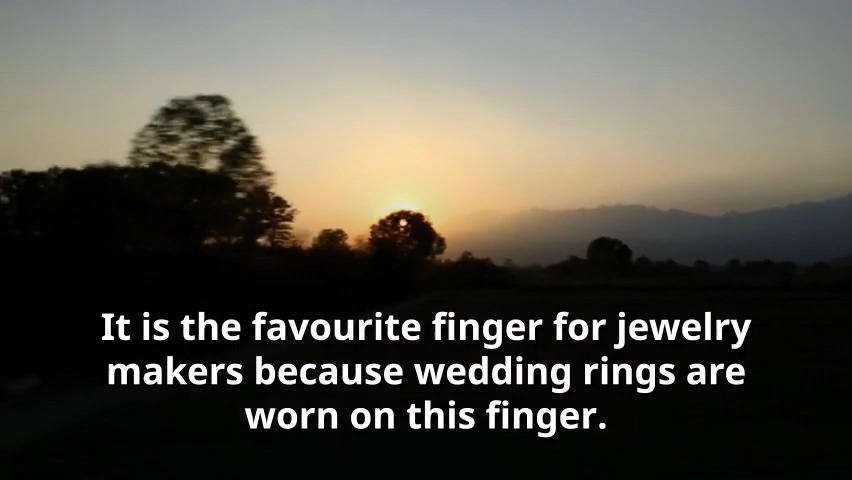 It is the favourite finger for jewelry
makers because wedding rings are
worn on this finger.